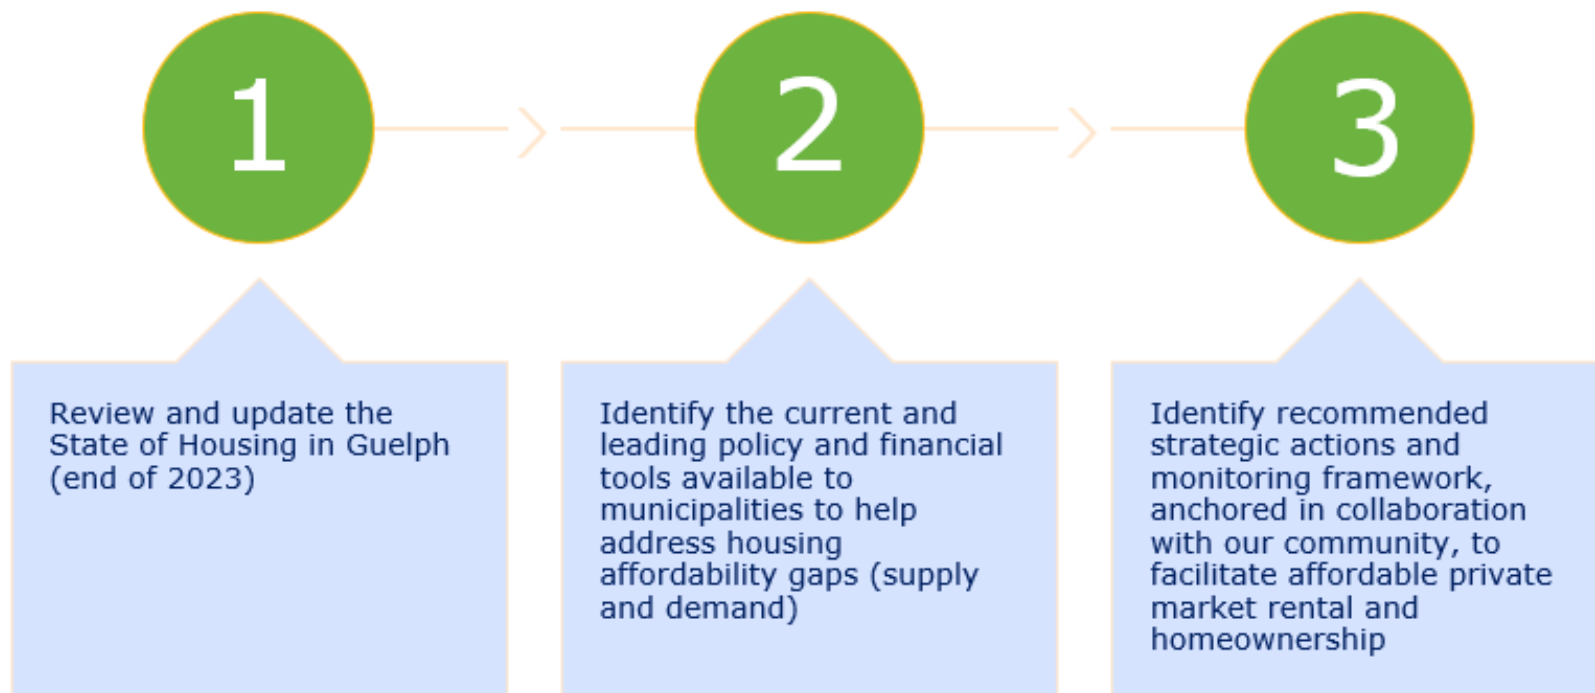 1
2
3
Review and update the
State of Housing in Guelph
(end of 2023)
Identify the current and
leading policy and financial
tools available to
municipalities to help
address housing
affordability gaps (supply
and demand)
Identify recommended
strategic actions and
monitoring framework,
anchored in collaboration
with our community, to
facilitate affordable private
market rental and
homeownership